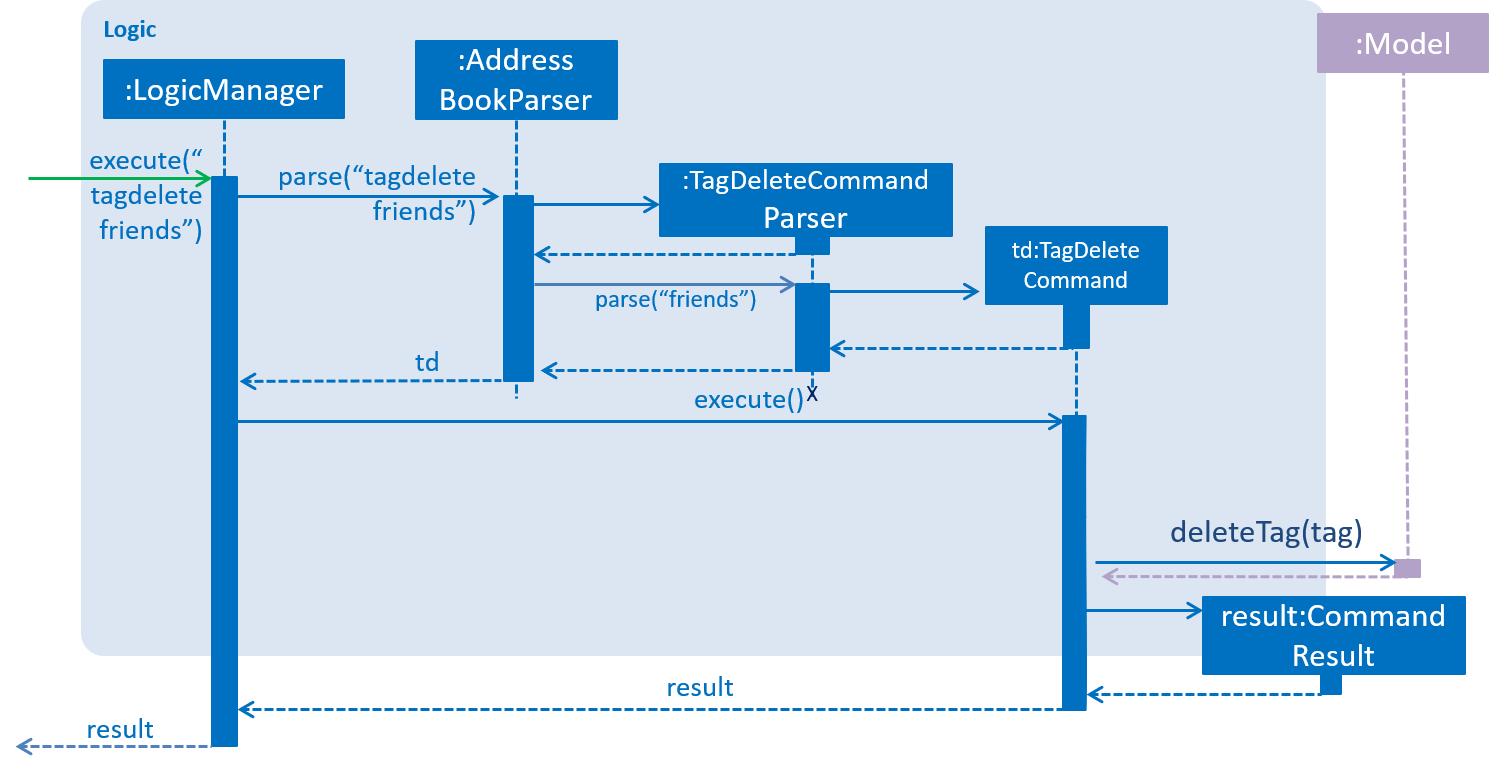 Logic
:Model
:LogicManager
:Address
BookParser
execute(“
tagdelete
friends”)
parse(“tagdelete
friends”)
:TagDeleteCommand
Parser
td:TagDelete
Command
parse(“friends”)
td
execute()
X
deleteTag(tag)
result:Command
Result
result
result